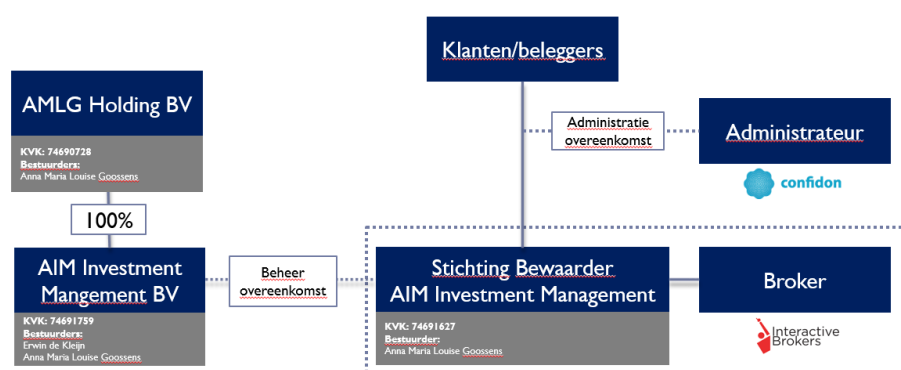 Klanten/beleggers
AMLG Holding BV
KVK: 74690728
Bestuurders:
Anna Maria Louise Goossens
100%
Administratie
overeenkomst
Administrateur
confidon
AIM Investment
Mangement BV
KVK: 74691759
Bestuurders:
Erwin de Kleijn
Anna Maria Louise Goossens
Beheer
overeenkomst
Stichting Bewaarder
AIM Investment Management
KVK: 74691627
Bestuurder:
Anna Maria Louise Goossens
Broker
Interactive
Brokers